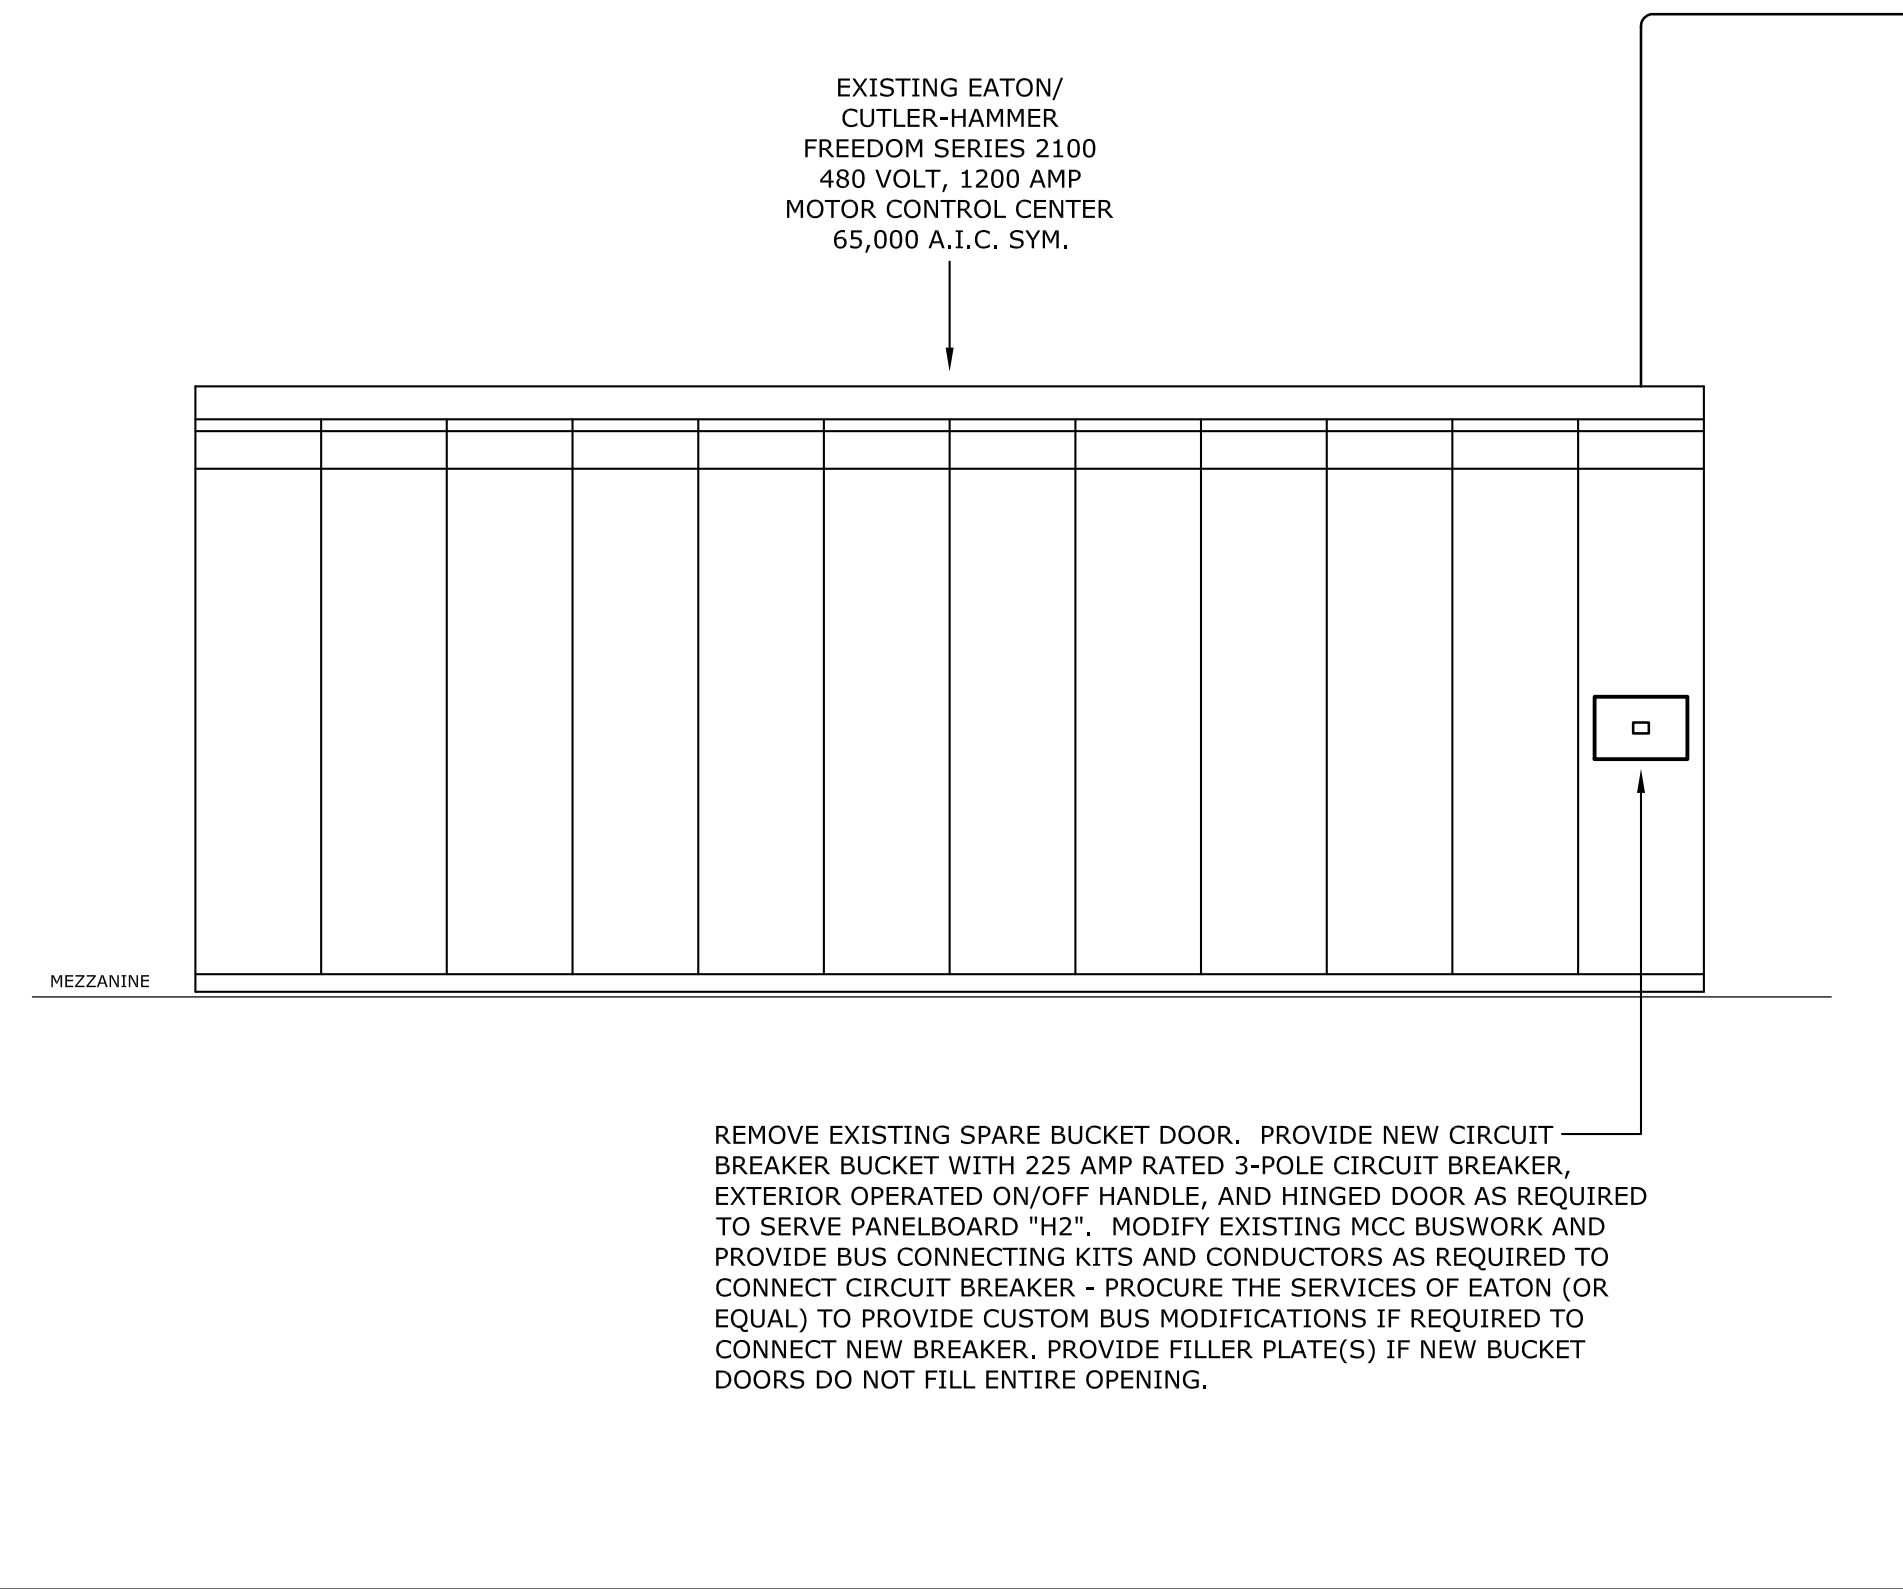 EXISTING EATON/
CUTLER-HAMMER
FREEDOM SERIES 2100
480 VOLT, 1200 AMP
MOTOR CONTROL CENTER
65,000 A.I.C. SYM.
MEZZANINE
REMOVE EXISTING SPARE BUCKET DOOR.  PROVIDE NEW CIRCUIT
BREAKER BUCKET WITH 225 AMP RATED 3-POLE CIRCUIT BREAKER,
EXTERIOR OPERATED ON/OFF HANDLE, AND HINGED DOOR AS REQUIRED
TO SERVE PANELBOARD "H2".  MODIFY EXISTING MCC BUSWORK AND
PROVIDE BUS CONNECTING KITS AND CONDUCTORS AS REQUIRED TO
CONNECT CIRCUIT BREAKER - PROCURE THE SERVICES OF EATON (OR
EQUAL) TO PROVIDE CUSTOM BUS MODIFICATIONS IF REQUIRED TO
CONNECT NEW BREAKER. PROVIDE FILLER PLATE(S) IF NEW BUCKET
DOORS DO NOT FILL ENTIRE OPENING.